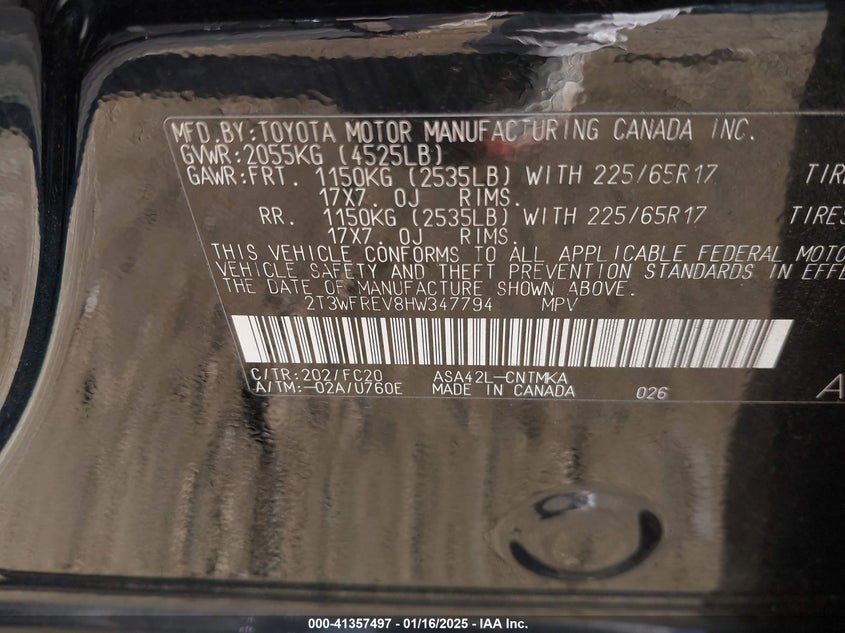 MFD.BY:TOYOTA MOTOR MANUFACTURING CANADA INC.
GVWR:2055KG (4525LB)
GAWR:FRT. 1150KG (2535LB) WITH 225/65R17 TIRE
17X7.0J RIMS.
RR. 1150KG (2535LB) WITH 225/65R17 TIRES
17X7.0J RIMS.
THIS VEHICLE CONFORMS TO ALL APPLICABLE FEDERAL MOTO
VEHICLE SAFETY AND THEFT PREVENTION STANDARDS IN EFFE
THE DATE OF MANUFACTURE SHOWN ABOVE.
2T3WFREV8HW347794 MPV
C/TR:202/FC20 ASA42L-CNTMKA
A/TM:-02A/U760E MADE IN CANADA 026 A
000-41357497 - 01/16/2025 - IAA Inc.